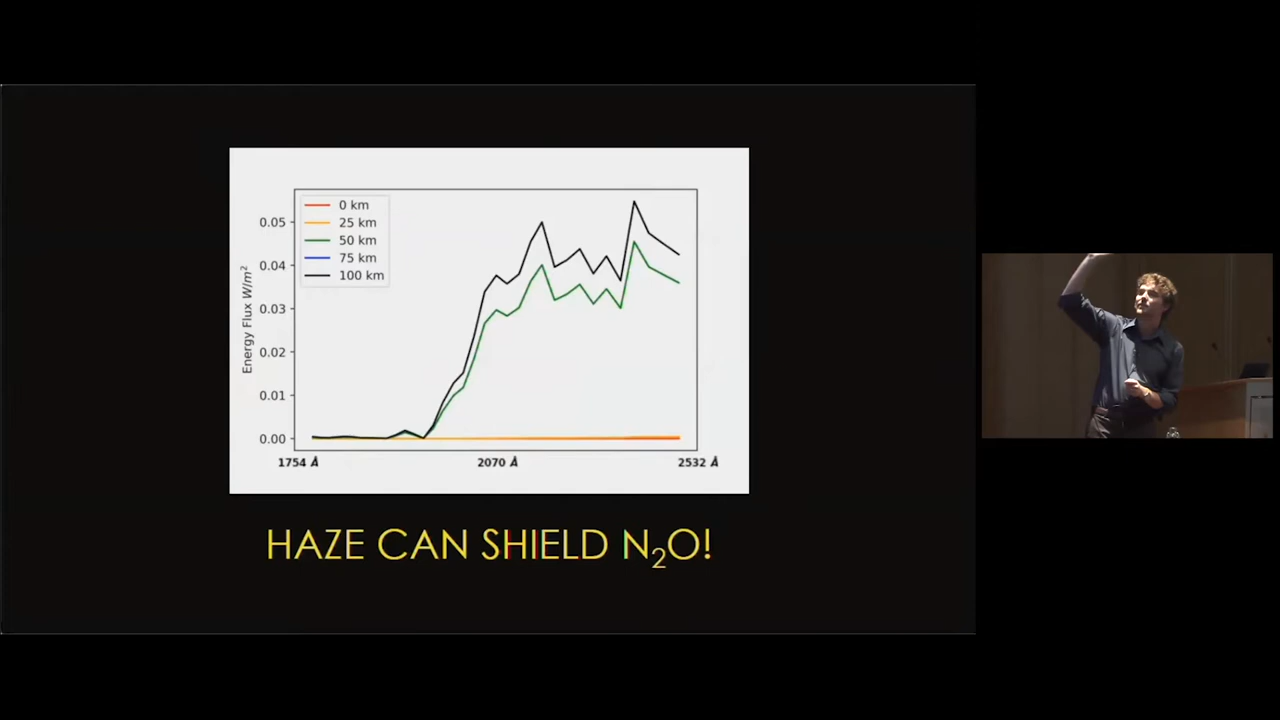 0 km
25 km
50 km
75 km
100 km
0.05
0.04
0.03
0.02
0.01
0.00
Energy Flux W/m²
1754 Å
2070 Å
2532 Å
HAZE CAN SHIELD N₂O!